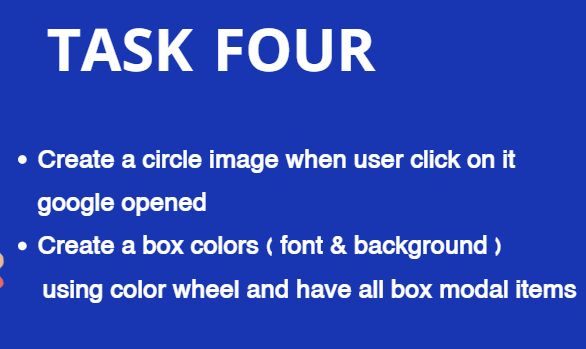 TASK FOUR
• Create a circle image when user click on it
google opened
• Create a box colors ( font & background )
using color wheel and have all box modal items